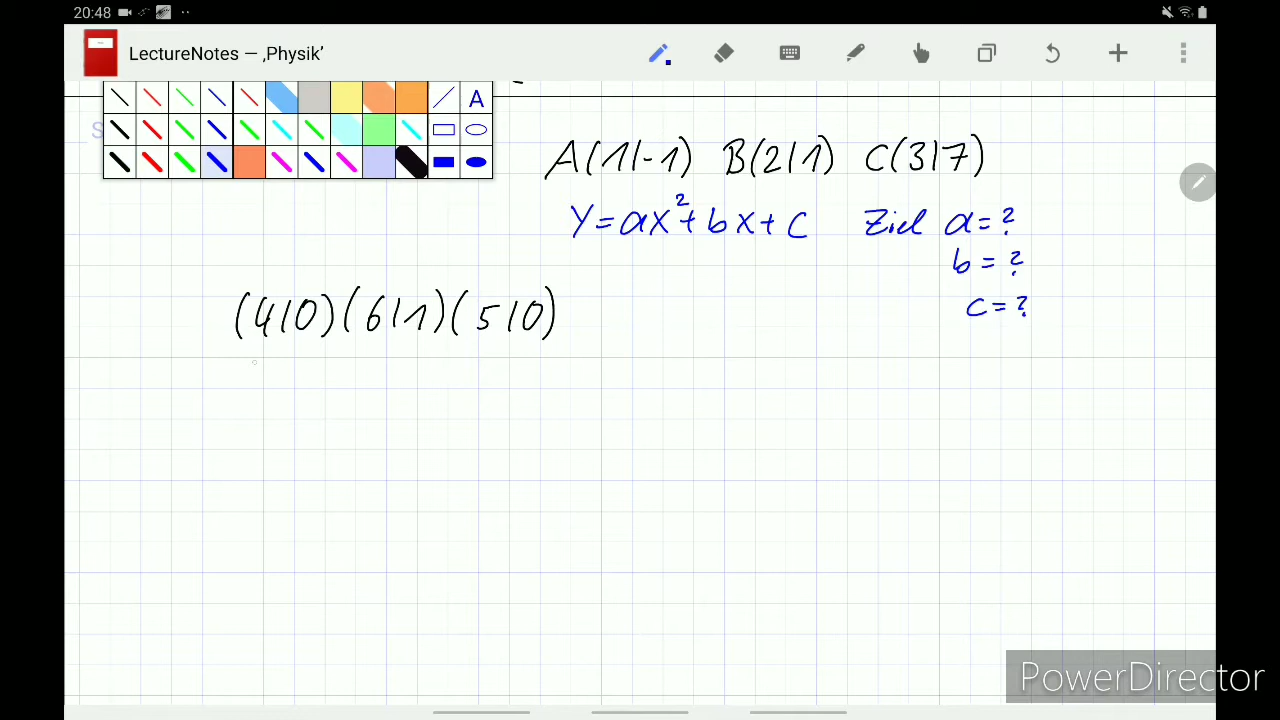 20:48
LectureNotes — ‚Physik’
S
A
A(1|-1) B(2|1) C(3|7)
y=ax²+bx+c Ziel a=?
b=?
c=?
(4|0)(6|1)(5|0)
PowerDirector